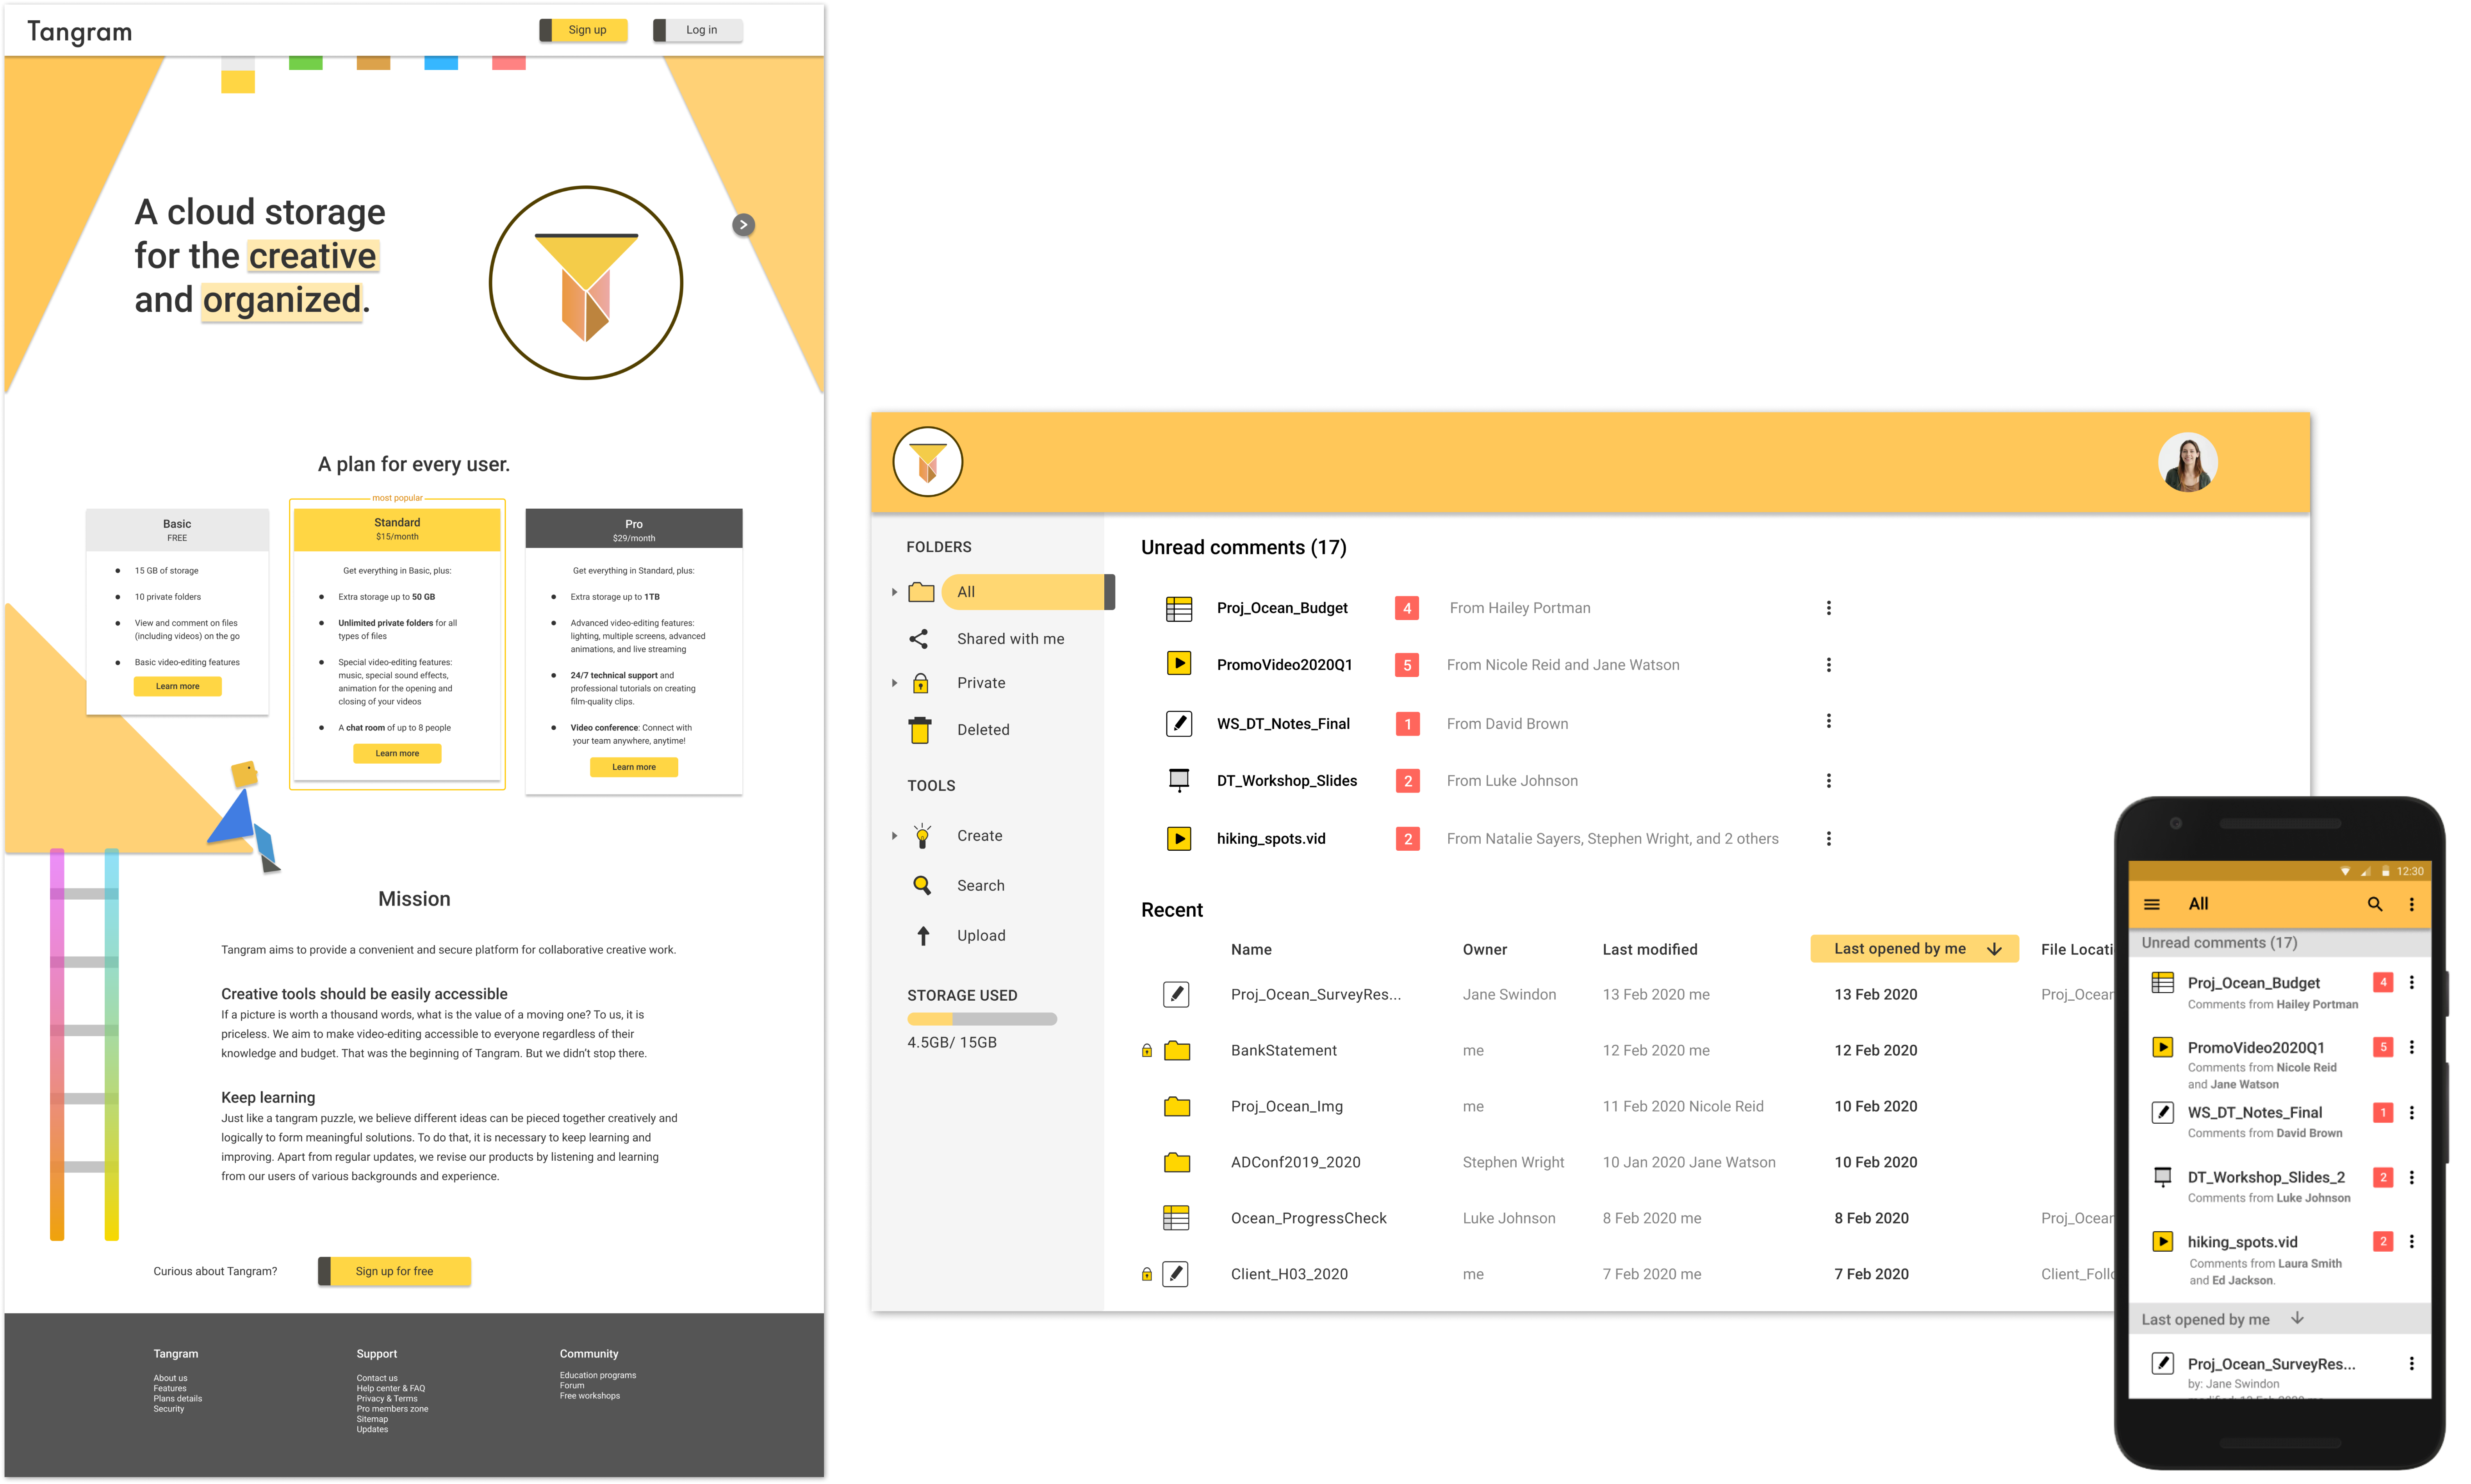 Tangram
Sign up
Log in
A cloud storage
for the creative
and organized.
A plan for every user.
Basic
FREE
15 GB of storage
10 private folders
View and comment on files
(including videos) on the go
Basic video-editing features
Learn more
most popular
Standard
$15/month
Get everything in Basic, plus:
Extra storage up to 50 GB
Unlimited private folders for all
types of files
Special video-editing features:
music, special sound effects,
animation for the opening and
closing of your videos
A chat room of up to 8 people
Learn more
Pro
$29/month
Get everything in Standard, plus:
Extra storage up to 1TB
Advanced video-editing features:
lighting, multiple screens, advanced
animations, and live streaming
24/7 technical support and
professional tutorials on creating
film-quality clips.
Video conference: Connect with
your team anywhere, anytime!
Learn more
Mission
Tangram aims to provide a convenient and secure platform for collaborative creative work.
Creative tools should be easily accessible
If a picture is worth a thousand words, what is the value of a moving one? To us, it is
priceless. We aim to make video-editing accessible to everyone regardless of their
knowledge and budget. That was the beginning of Tangram. But we didn't stop there.
Keep learning
Just like a tangram puzzle, we believe different ideas can be pieced together creatively and
logically to form meaningful solutions. To do that, it is necessary to keep learning and
improving. Apart from regular updates, we revise our products by listening and learning
from our users of various backgrounds and experience.
Curious about Tangram?
Sign up for free
Tangram
About us
Features
Plans details
Security
Support
Contact us
Help center & FAQ
Privacy & Terms
Pro members zone
Sitemap
Updates
Community
Education programs
Forum
Free workshops
FOLDERS
All
Shared with me
Private
Deleted
TOOLS
Create
Search
Upload
STORAGE USED
4.5GB/ 15GB
Unread comments (17)
Proj_Ocean_Budget 4 From Hailey Portman
PromoVideo2020Q1 5 From Nicole Reid and Jane Watson
WS_DT_Notes_Final 1 From David Brown
DT_Workshop_Slides 2 From Luke Johnson
hiking_spots.vid 2 From Natalie Sayers, Stephen Wright, and 2 others
Recent
Name Owner Last modified Last opened by me File Locati
Proj_Ocean_SurveyRes... Jane Swindon 13 Feb 2020 me 13 Feb 2020 Proj_Ocear
BankStatement me 12 Feb 2020 me 12 Feb 2020
Proj_Ocean_Img me 11 Feb 2020 Nicole Reid 10 Feb 2020
ADConf2019_2020 Stephen Wright 10 Jan 2020 Jane Watson 10 Feb 2020
Ocean_ProgressCheck Luke Johnson 8 Feb 2020 me 8 Feb 2020 Proj_Ocear
Client_H03_2020 me 7 Feb 2020 me 7 Feb 2020 Client_Follc
12:30
All
Unread comments (17)
Proj_Ocean_Budget 4
Comments from Hailey Portman
PromoVideo2020Q1 5
Comments from Nicole Reid
and Jane Watson
WS_DT_Notes_Final 1
Comments from David Brown
DT_Workshop_Slides_2 2
Comments from Luke Johnson
hiking_spots.vid 2
Comments from Laura Smith
and Ed Jackson.
Last opened by me
Proj_Ocean_SurveyRes...
by: Jane Swindon